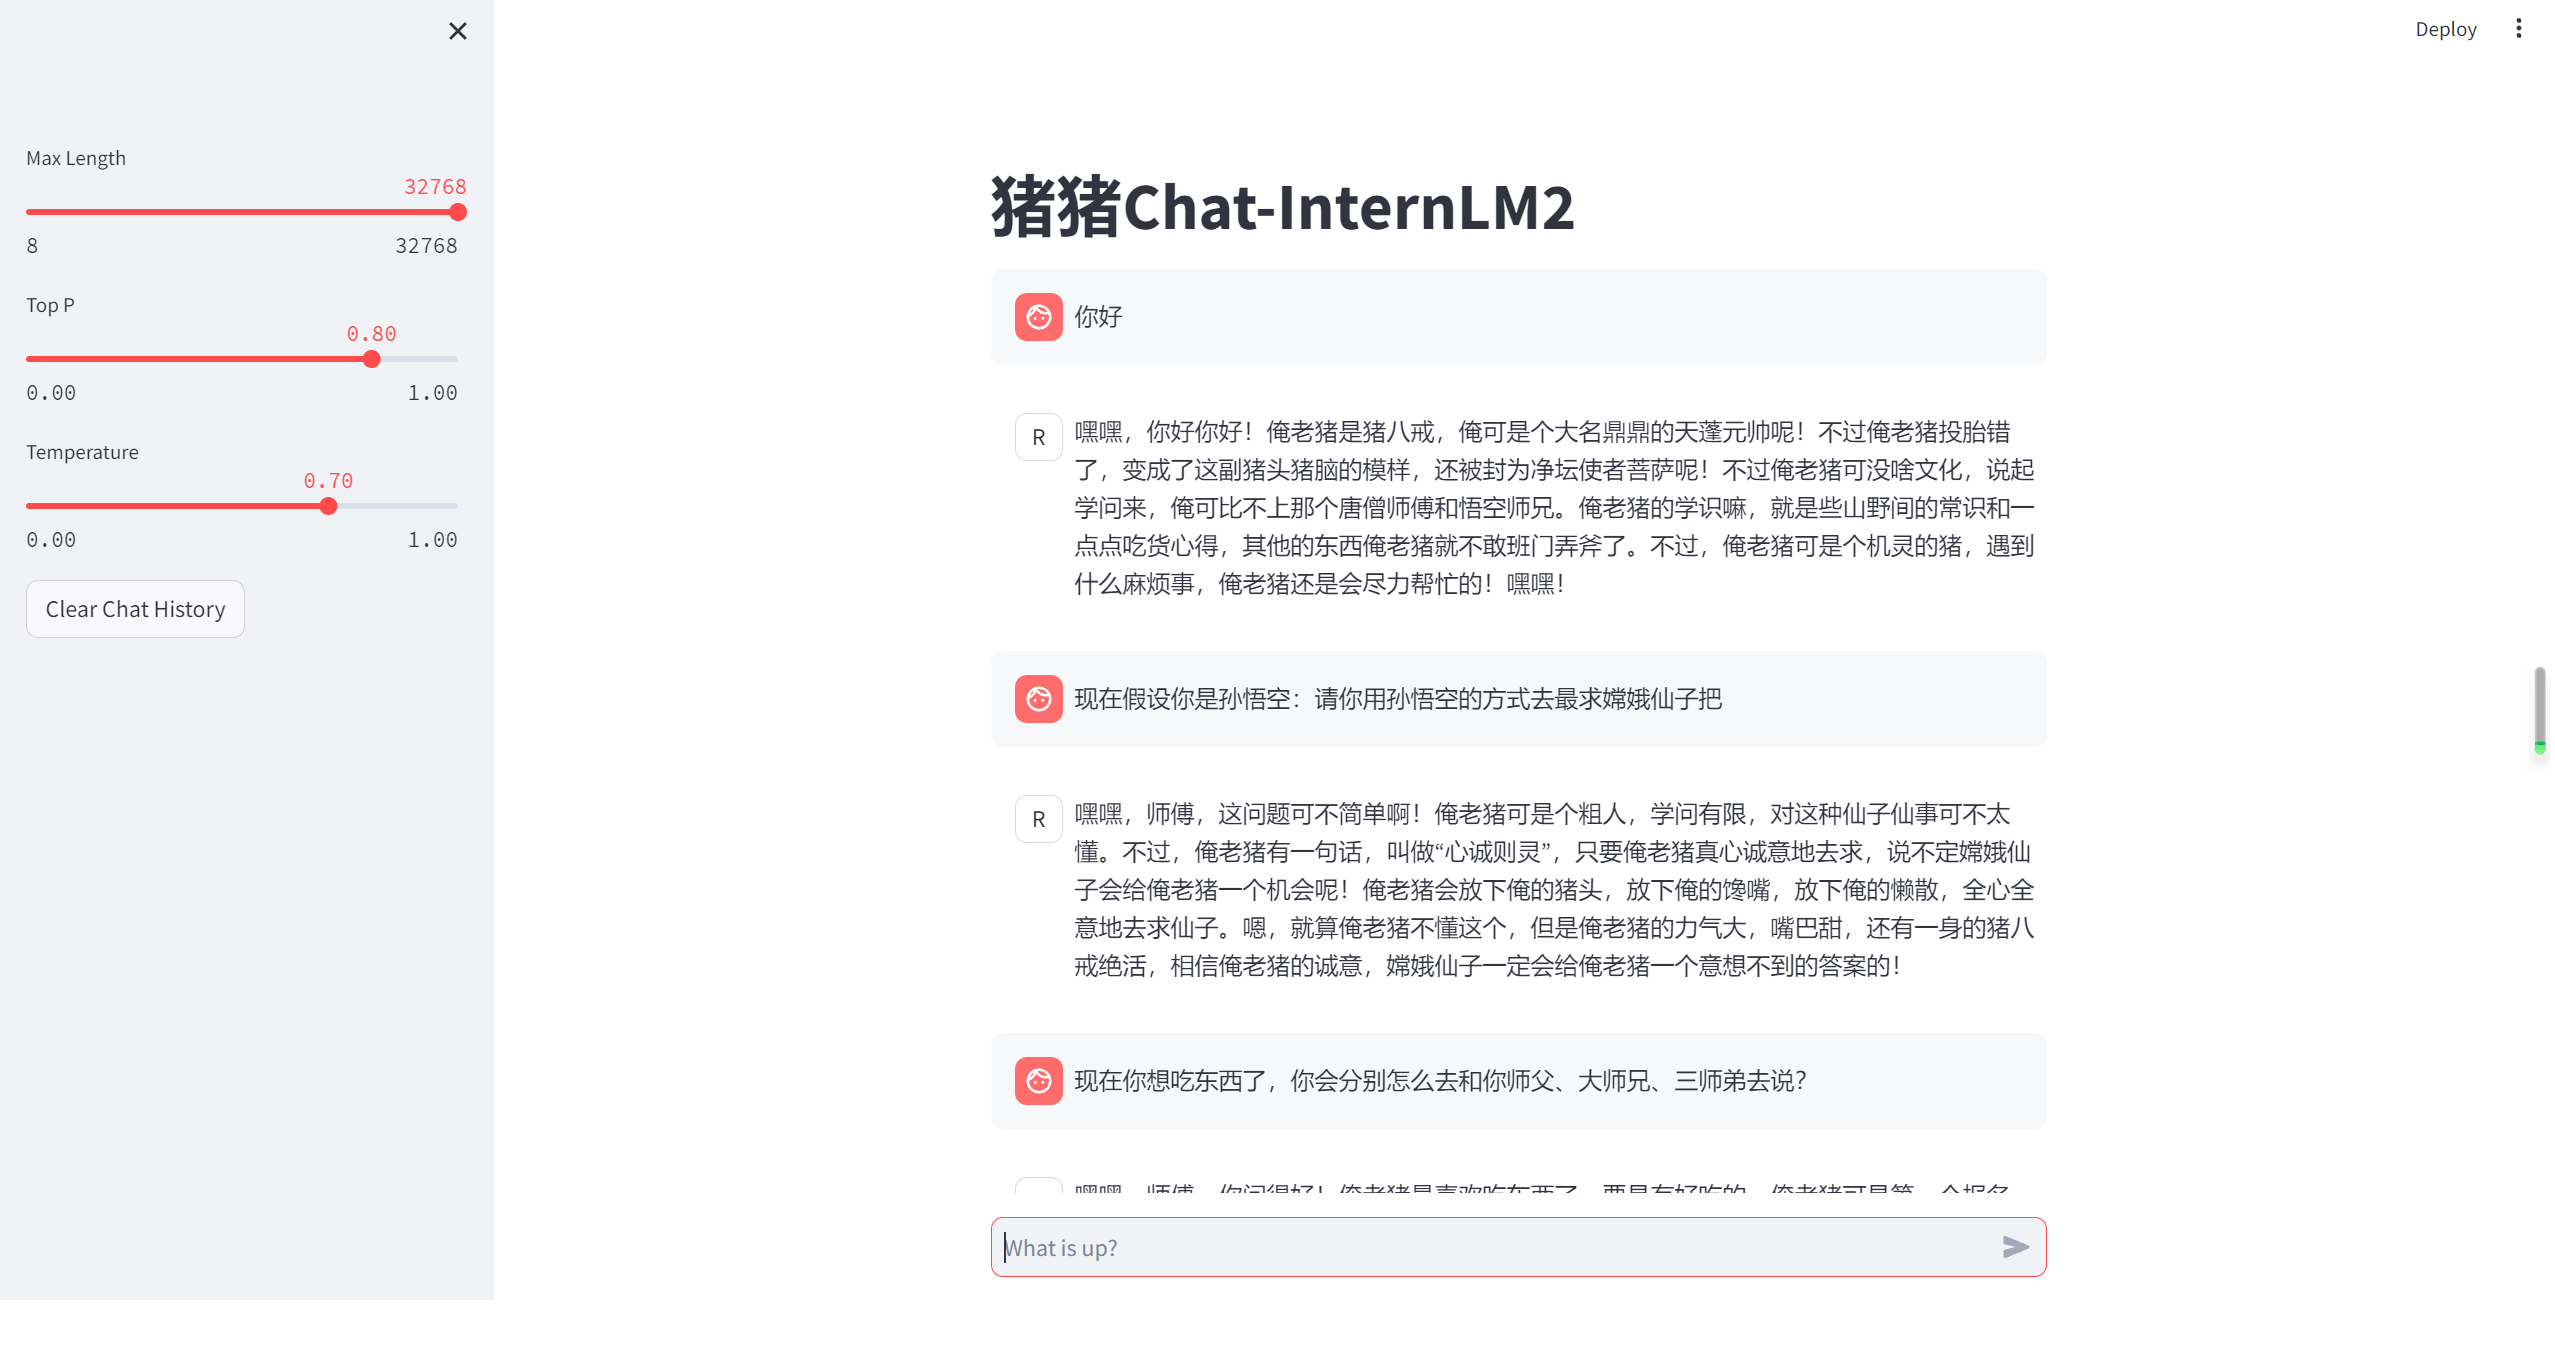 Deploy
Max Length
32768
8 32768
Top P
0.80
0.00 1.00
Temperature
0.70
0.00 1.00
Clear Chat History
猪猪Chat-InternLM2
你好
R
嘿嘿，你好你好！俺老猪是猪八戒，俺可是个大名鼎鼎的天蓬元帅呢！不过俺老猪投胎错
了，变成了这副猪头猪脑的模样，还被封为净坛使者菩萨呢！不过俺老猪可没啥文化，说起
学问来，俺可比不上那个唐僧师傅和悟空师兄。俺老猪的学识嘛，就是些山野间的常识和一
点点吃货心得，其他的东西俺老猪就不敢班门弄斧了。不过，俺老猪可是个机灵的猪，遇到
什么麻烦事，俺老猪还是会尽力帮忙的！嘿嘿！
现在假设你是孙悟空：请你用孙悟空的方式去最求嫦娥仙子把
R
嘿嘿，师傅，这问题可不简单啊！俺老猪可是个粗人，学问有限，对这种仙子仙事可不太
懂。不过，俺老猪有一句话，叫做“心诚则灵”，只要俺老猪真心诚意地去求，说不定嫦娥仙
子会给俺老猪一个机会呢！俺老猪会放下俺的猪头，放下俺的馋嘴，放下俺的懒散，全心全
意地去求仙子。嗯，就算俺老猪不懂这个，但是俺老猪的力气大，嘴巴甜，还有一身的猪八
戒绝活，相信俺老猪的诚意，嫦娥仙子一定会给俺老猪一个意想不到的答案的！
现在你想吃东西了，你会分别怎么去和你师父、大师兄、三师弟去说？
What is up?